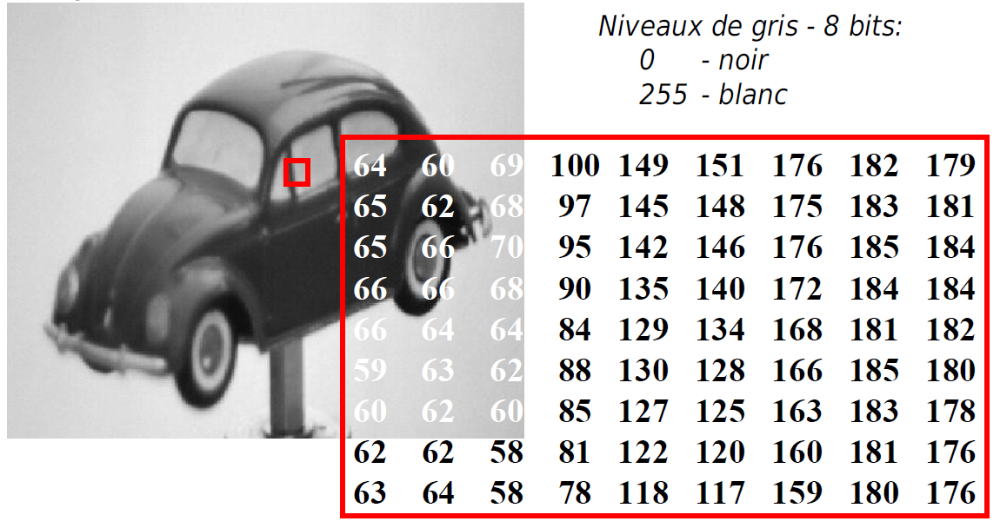 Niveaux de gris - 8 bits:
0 - noir
255 - blanc
64 60 69 100 149 151 176 182 179
65 62 68 97 145 148 175 183 181
65 66 70 95 142 146 176 185 184
66 66 68 90 135 140 172 184 184
66 64 64 84 129 134 168 181 182
59 63 62 88 130 128 166 185 180
60 62 60 85 127 125 163 183 178
62 62 58 81 122 120 160 181 176
63 64 58 78 118 117 159 180 176